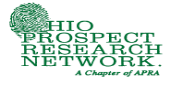 OHIO
PROSPECT
RESEARCH
NETWORK.
A Chapter of APRA